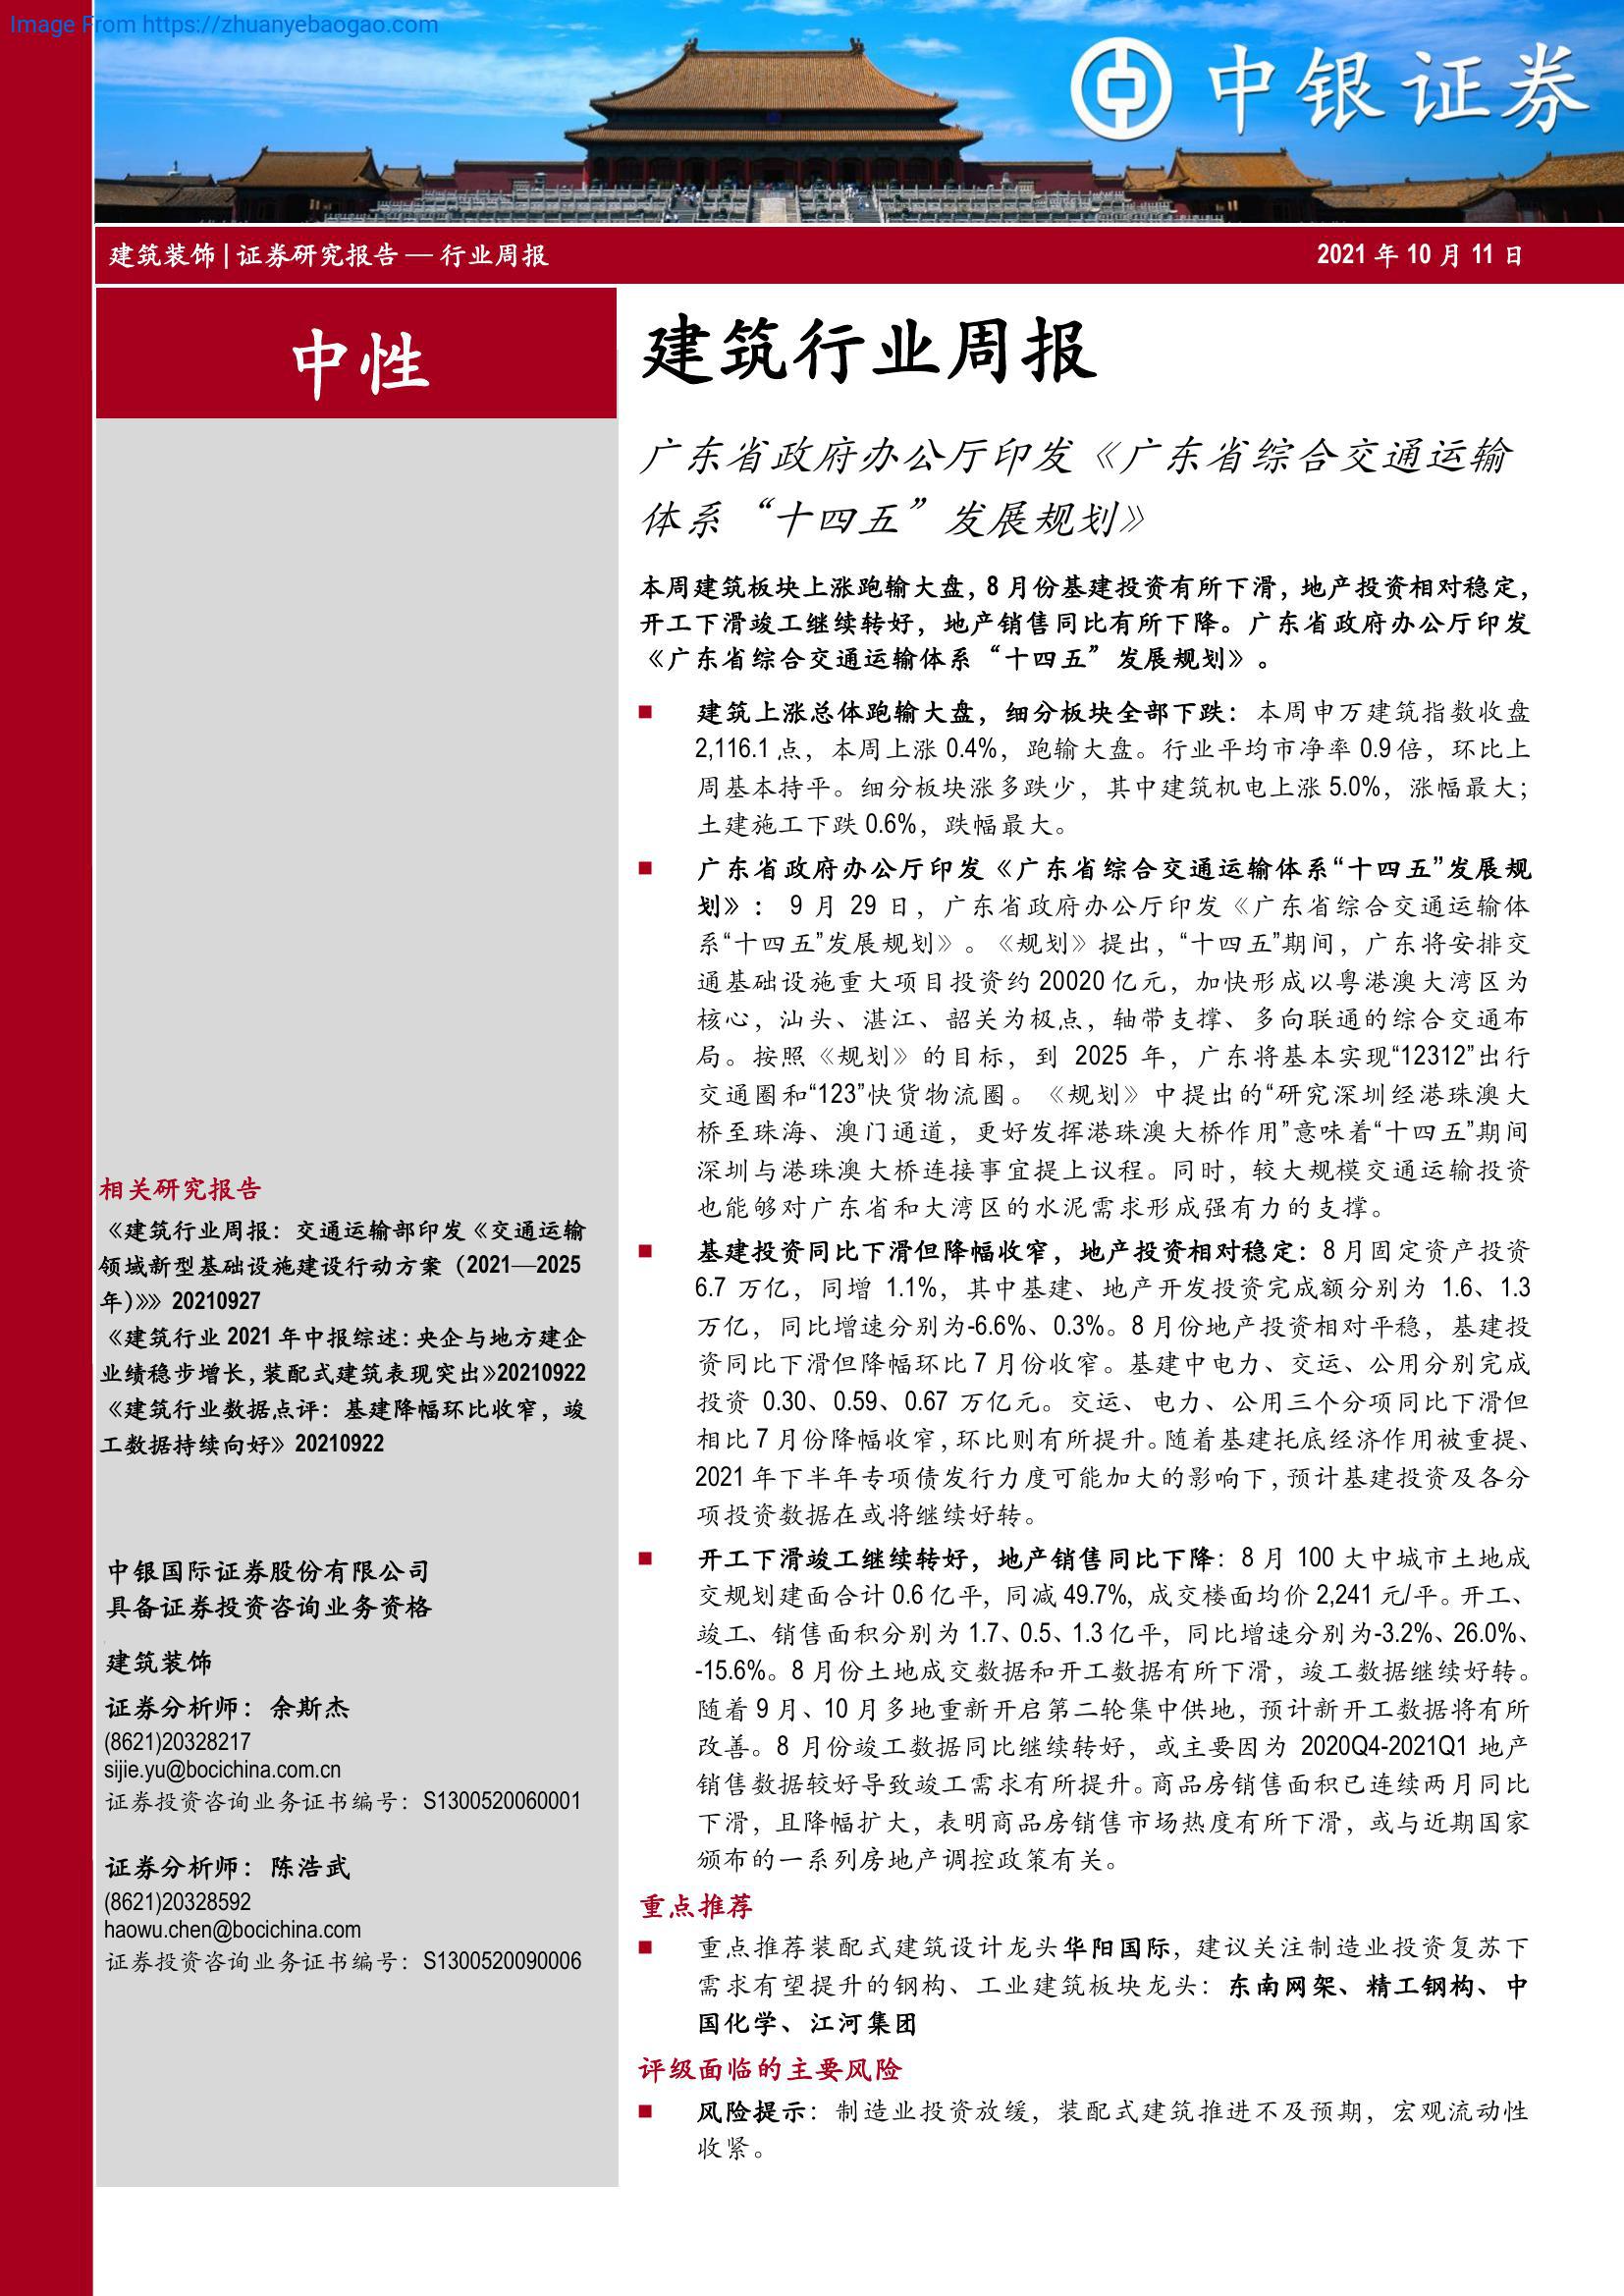 Image From https://zhuanyebaogao.com
中银证券
建筑装饰 | 证券研究报告 — 行业周报
2021 年 10 月 11 日
中性
相关研究报告
《建筑行业周报：交通运输部印发《交通运输
领域新型基础设施建设行动方案（2021—2025
年)》》 20210927
《建筑行业 2021 年中报综述：央企与地方建企
业绩稳步增长，装配式建筑表现突出》20210922
《建筑行业数据点评：基建降幅环比收窄，竣
工数据持续向好》20210922
中银国际证券股份有限公司
具备证券投资咨询业务资格
建筑装饰
证券分析师：余斯杰
(8621)20328217
sijie.yu@bocichina.com.cn
证券投资咨询业务证书编号：S1300520060001
证券分析师：陈浩武
(8621)20328592
haowu.chen@bocichina.com
证券投资咨询业务证书编号：S1300520090006
建筑行业周报
广东省政府办公厅印发《广东省综合交通运输
体系“十四五”发展规划》
本周建筑板块上涨跑输大盘，8 月份基建投资有所下滑，地产投资相对稳定，
开工下滑竣工继续转好，地产销售同比有所下降。广东省政府办公厅印发
《广东省综合交通运输体系“十四五”发展规划》。
■ 建筑上涨总体跑输大盘，细分板块全部下跌：本周申万建筑指数收盘
2,116.1 点，本周上涨 0.4%，跑输大盘。行业平均市净率 0.9 倍，环比上
周基本持平。细分板块涨多跌少，其中建筑机电上涨 5.0%，涨幅最大；
土建施工下跌 0.6%，跌幅最大。
■ 广东省政府办公厅印发《广东省综合交通运输体系“十四五”发展规
划》： 9 月 29 日，广东省政府办公厅印发《广东省综合交通运输体
系“十四五”发展规划》。《规划》提出，“十四五”期间，广东将安排交
通基础设施重大项目投资约 20020 亿元，加快形成以粤港澳大湾区为
核心，汕头、湛江、韶关为极点，轴带支撑、多向联通的综合交通布
局。按照《规划》的目标，到 2025 年，广东将基本实现“12312”出行
交通圈和“123”快货物流圈。《规划》中提出的“研究深圳经港珠澳大
桥至珠海、澳门通道，更好发挥港珠澳大桥作用”意味着“十四五”期间
深圳与港珠澳大桥连接事宜提上议程。同时，较大规模交通运输投资
也能够对广东省和大湾区的水泥需求形成强有力的支撑。
■ 基建投资同比下滑但降幅收窄，地产投资相对稳定：8 月固定资产投资
6.7 万亿，同增 1.1%，其中基建、地产开发投资完成额分别为 1.6、1.3
万亿，同比增速分别为-6.6%、0.3%。8 月份地产投资相对平稳，基建投
资同比下滑但降幅环比 7 月份收窄。基建中电力、交运、公用分别完成
投资 0.30、0.59、0.67 万亿元。交运、电力、公用三个分项同比下滑但
相比 7 月份降幅收窄，环比则有所提升。随着基建托底经济作用被重提、
2021 年下半年专项债发行力度可能加大的影响下，预计基建投资及各分
项投资数据在或将继续好转。
■ 开工下滑竣工继续转好，地产销售同比下降：8 月 100 大中城市土地成
交规划建面合计 0.6 亿平，同减 49.7%，成交楼面均价 2,241 元/平。开工、
竣工、销售面积分别为 1.7、0.5、1.3 亿平，同比增速分别为-3.2%、26.0%、
-15.6%。8 月份土地成交数据和开工数据有所下滑，竣工数据继续好转。
随着 9 月、10 月多地重新开启第二轮集中供地，预计新开工数据将有所
改善。8 月份竣工数据同比继续转好，或主要因为 2020Q4-2021Q1 地产
销售数据较好导致竣工需求有所提升。商品房销售面积已连续两月同比
下滑，且降幅扩大，表明商品房销售市场热度有所下滑，或与近期国家
颁布的一系列房地产调控政策有关。
重点推荐
■ 重点推荐装配式建筑设计龙头华阳国际，建议关注制造业投资复苏下
需求有望提升的钢构、工业建筑板块龙头：东南网架、精工钢构、中
国化学、江河集团
评级面临的主要风险
■ 风险提示：制造业投资放缓，装配式建筑推进不及预期，宏观流动性
收紧。